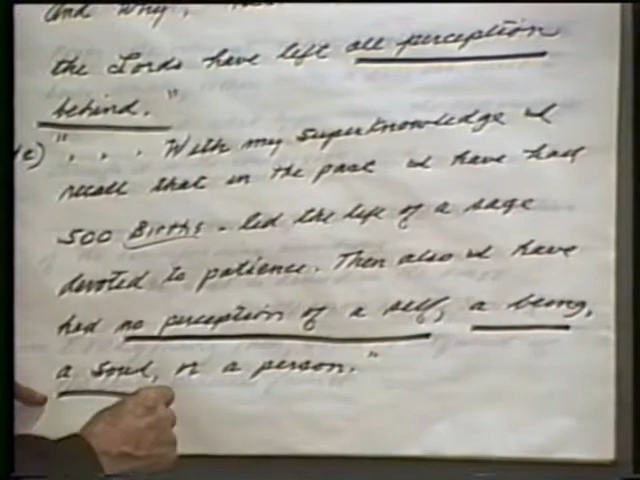 and why,
the Lords have left all perception
behind."
e) ". . . With my superknowledge I
recall that in the past I have had
500 Births - led the life of a sage
devoted to patience. Then also I have
had no perception of a self, a being,
a soul, or a person."